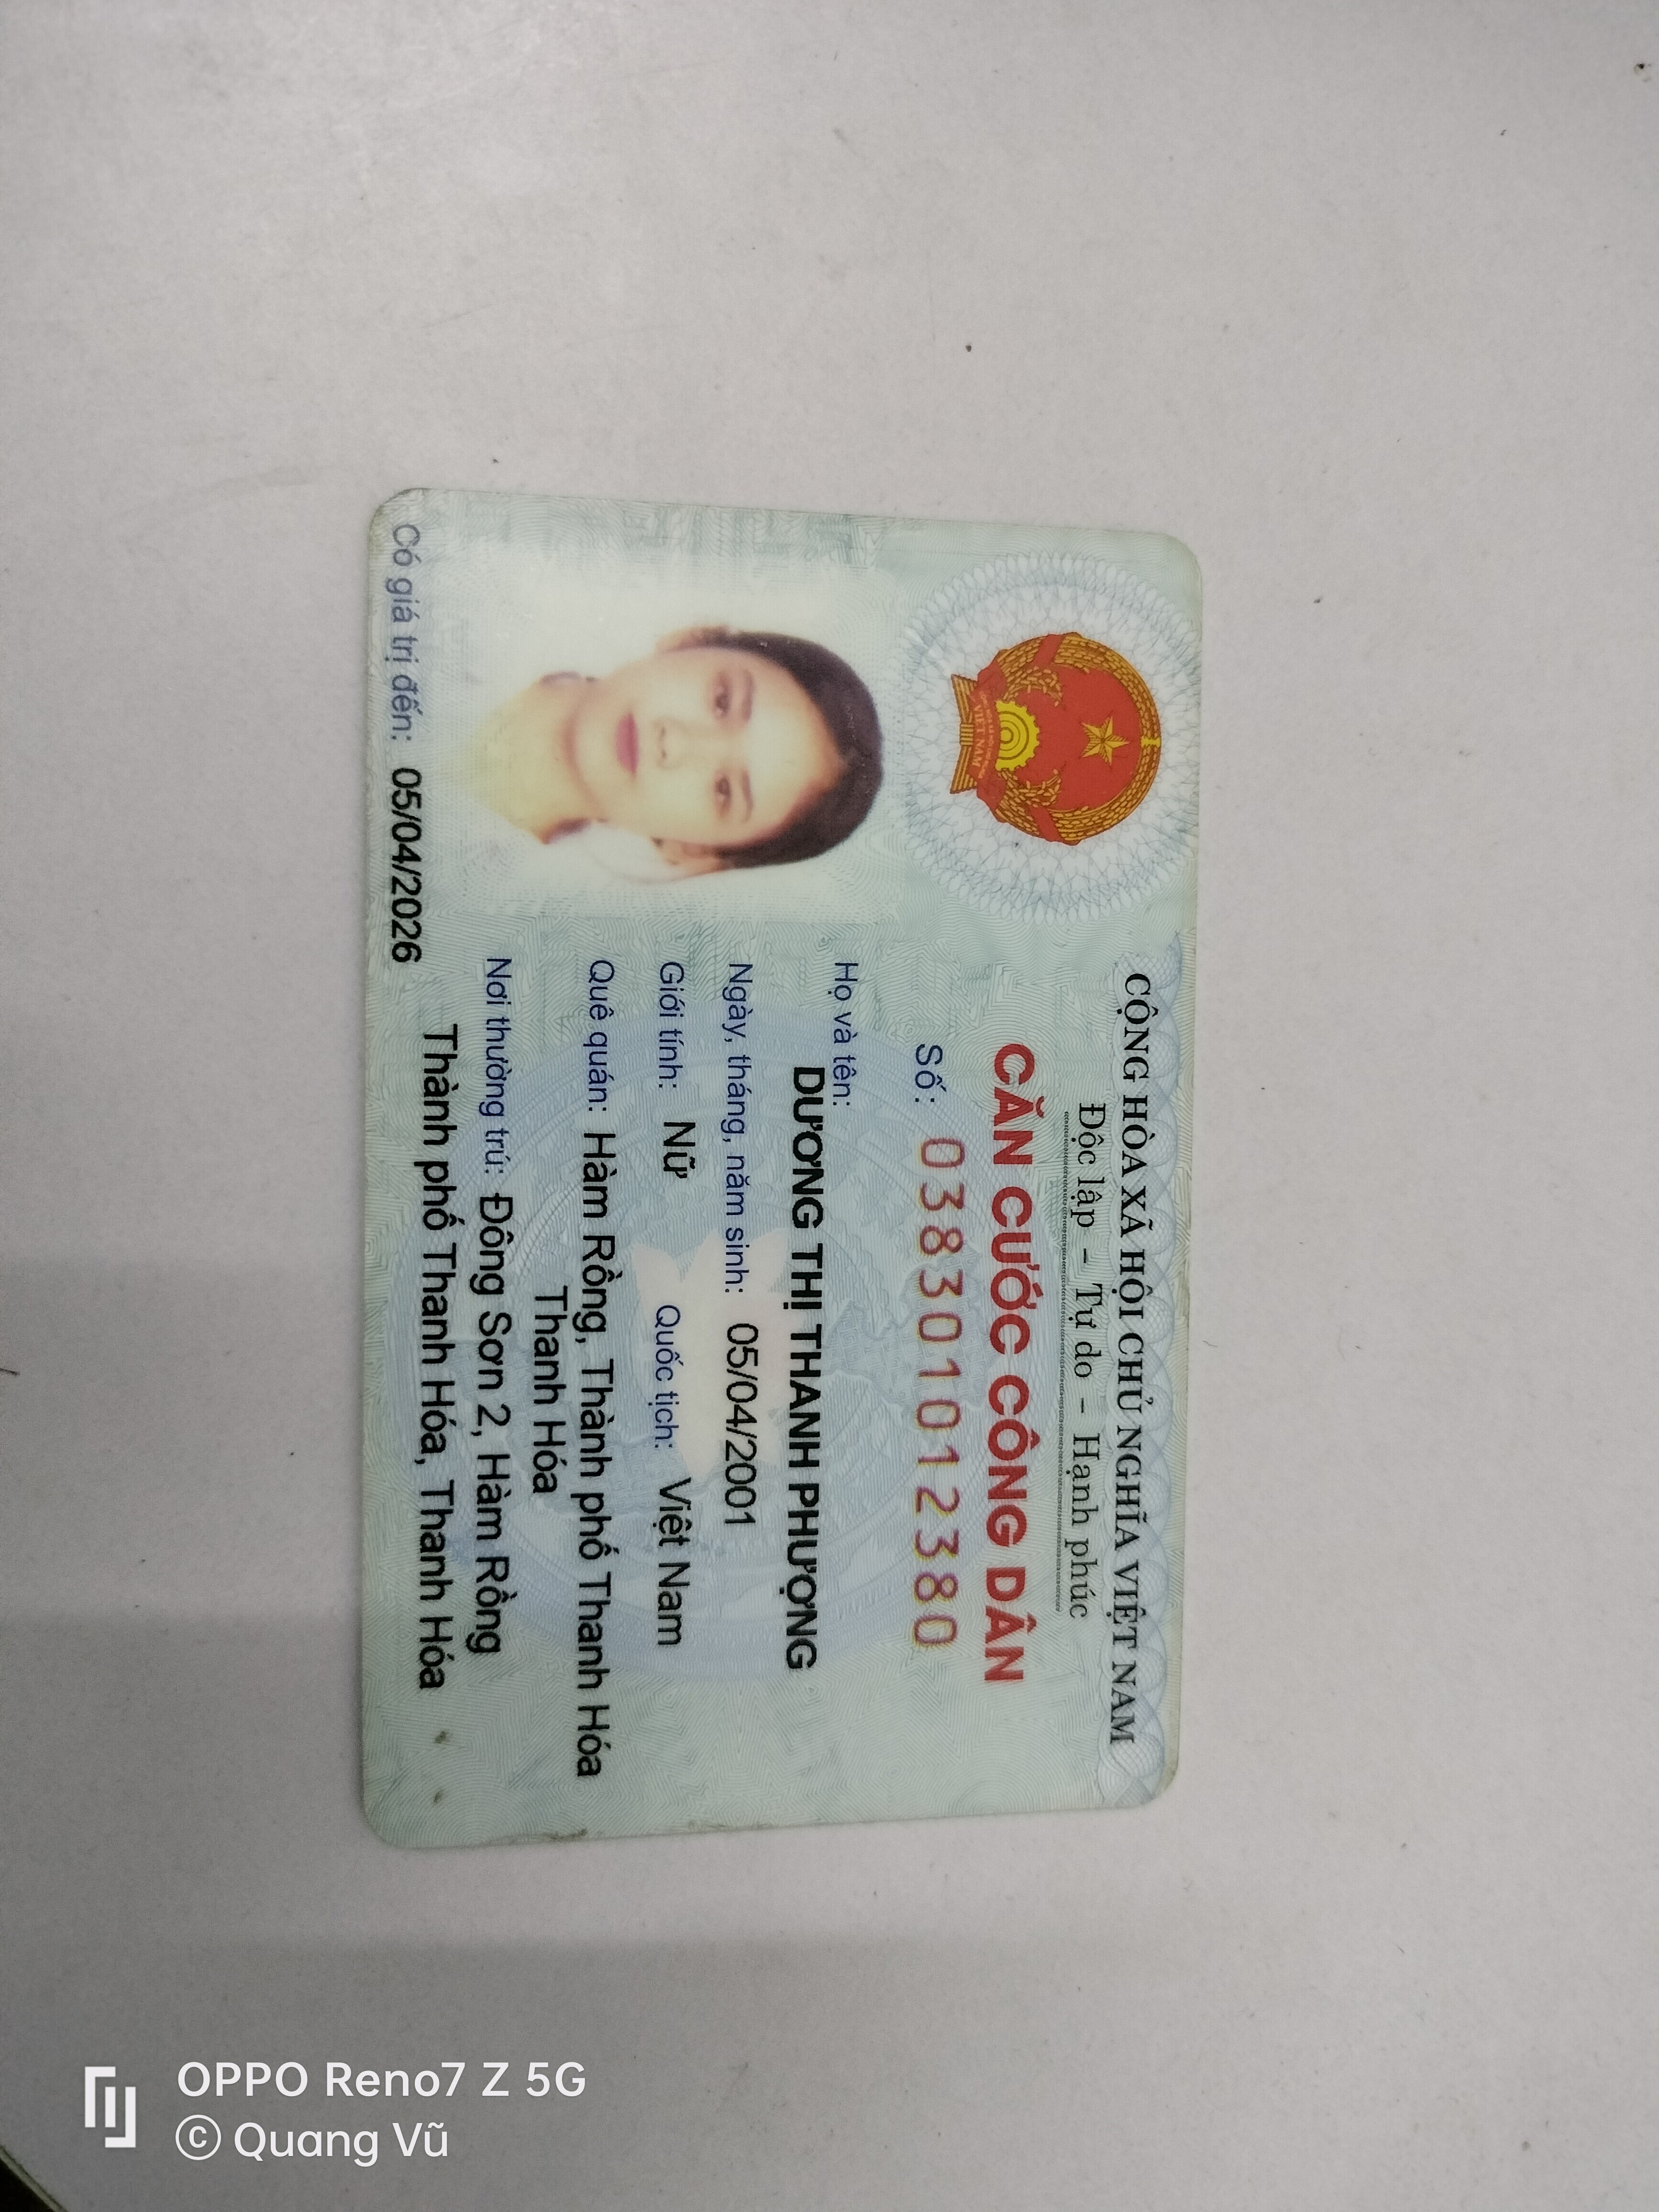 CỘNG HÒA XÃ HỘI CHỦ NGHĨA VIỆT NAM
Độc lập – Tự do – Hạnh phúc
CĂN CƯỚC CÔNG DÂN
Số: 038301012380
Họ và tên:
DƯƠNG THỊ THANH PHƯỢNG
Ngày, tháng, năm sinh: 05/04/2001
Giới tính: Nữ Quốc tịch: Việt Nam
Quê quán: Hàm Rồng, Thành phố Thanh Hóa
Thanh Hóa
Nơi thường trú: Đông Sơn 2, Hàm Rồng
Thành phố Thanh Hóa, Thanh Hóa
Có giá trị đến: 05/04/2026
VIỆT NAM
OPPO Reno7 Z 5G
© Quang Vũ